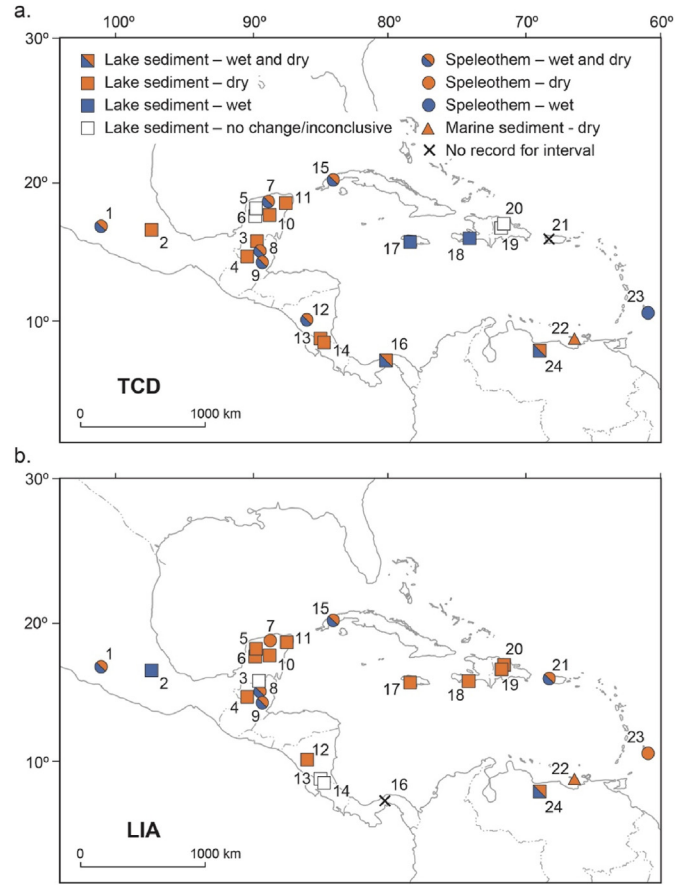 a.
100º 90º 80º 70º 60º
30º
Lake sediment – wet and dry
Lake sediment – dry
Lake sediment – wet
Lake sediment – no change/inconclusive
Speleothem – wet and dry
Speleothem – dry
Speleothem – wet
Marine sediment - dry
No record for interval
20º
10º
1
2
3
4
5
6
7
8
9
10
11
12
13
14
15
16
17
18
19
20
21
22
23
24
TCD
0 1000 km
b.
30º
20º
10º
1
2
3
4
5
6
7
8
9
10
11
12
13
14
15
16
17
18
19
20
21
22
23
24
LIA
0 1000 km